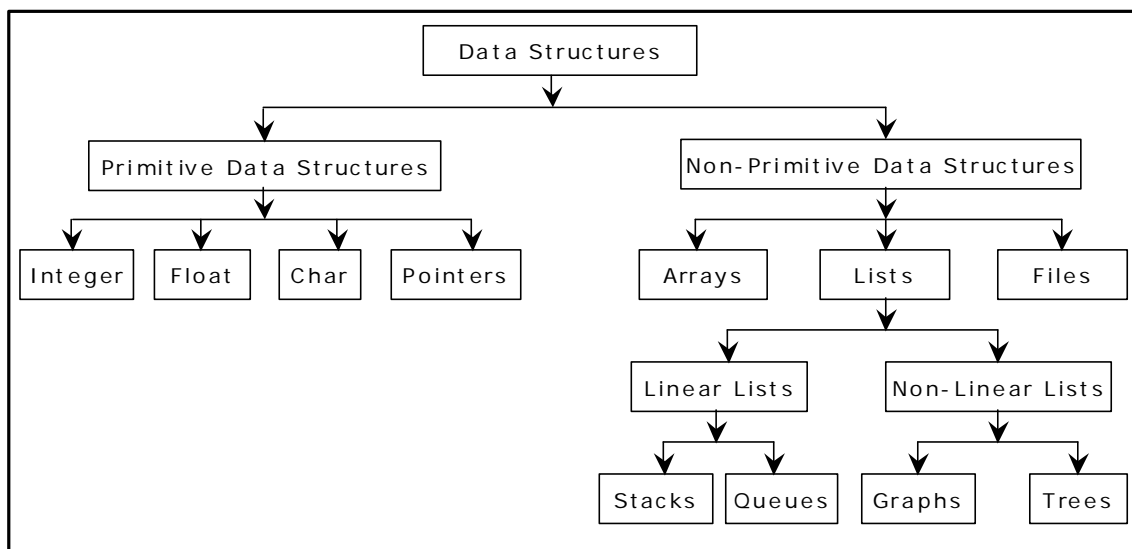 Data Structures
Primitive Data Structures
Non-Primitive Data Structures
Integer
Float
Char
Pointers
Arrays
Lists
Files
Linear Lists
Non-Linear Lists
Stacks
Queues
Graphs
Trees